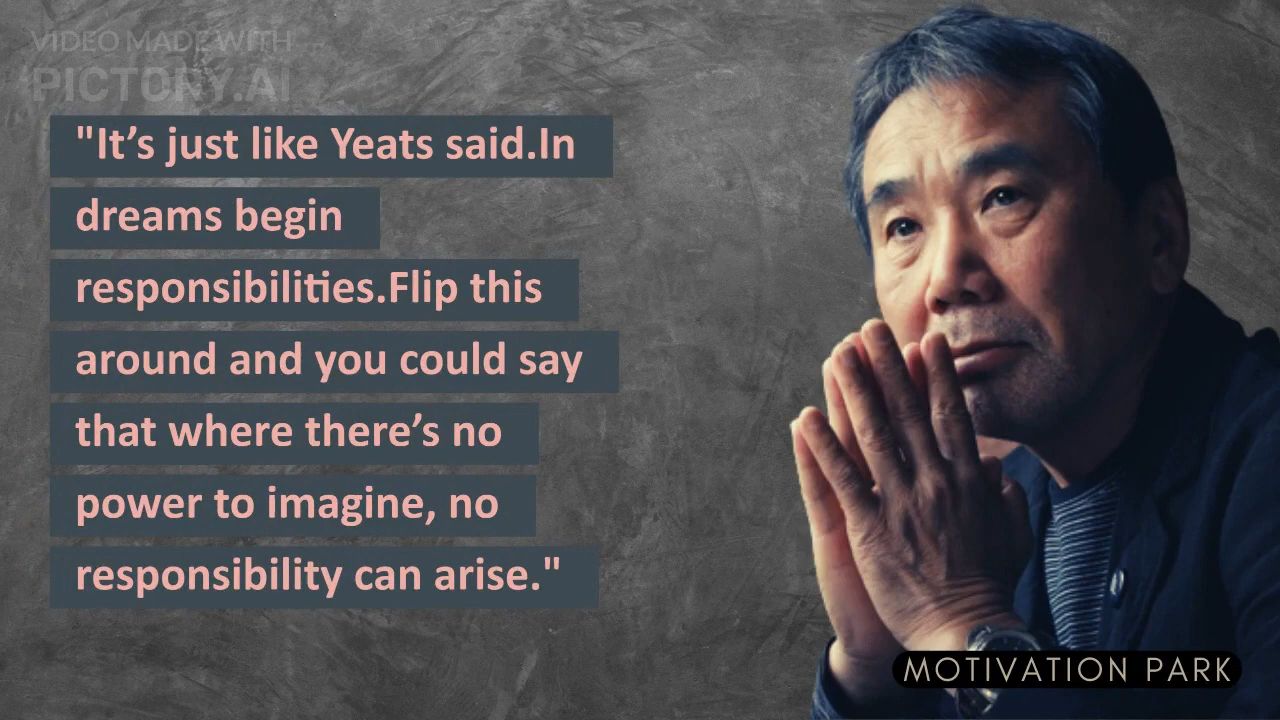 VIDEO MADE WITH
PICTORY.AI
"It’s just like Yeats said.In
dreams begin
responsibilities.Flip this
around and you could say
that where there’s no
power to imagine, no
responsibility can arise."
MOTIVATION PARK